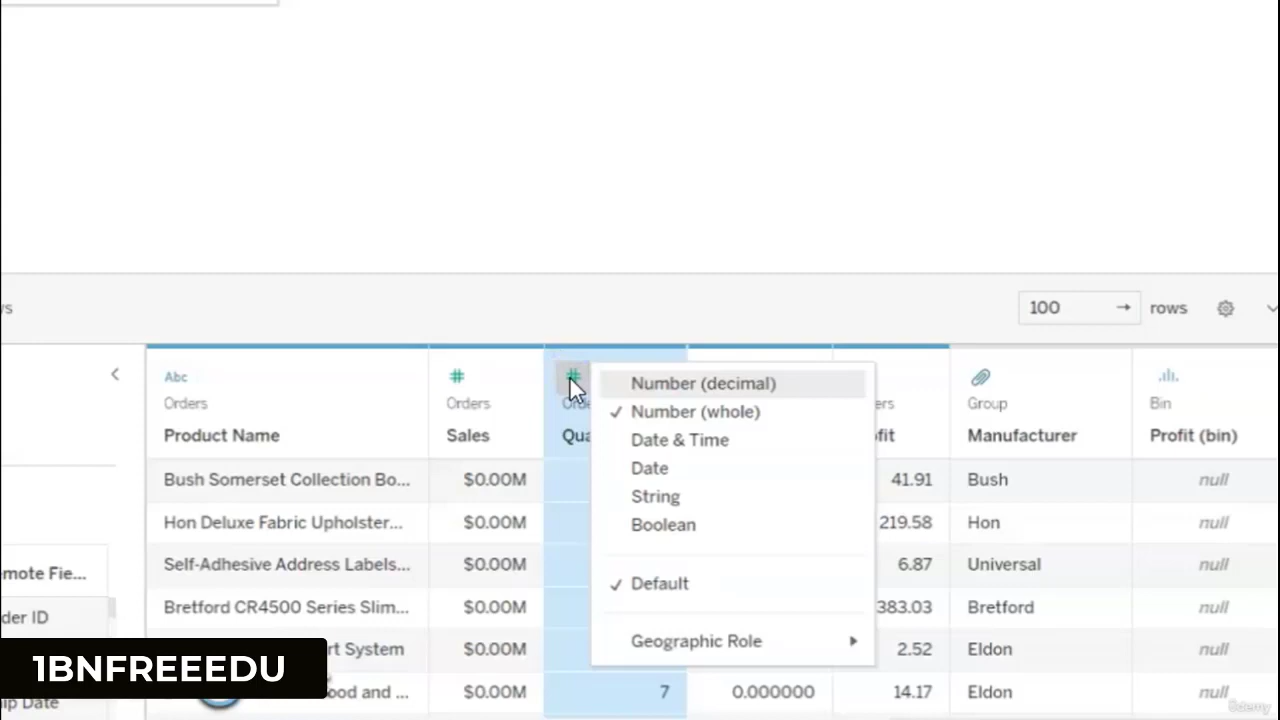 100 → rows
Abc
Orders
Product Name
Orders
Sales
Group
Manufacturer
Bin
Profit (bin)
Number (decimal)
✓ Number (whole)
Date & Time
Date
String
Boolean
✓ Default
Geographic Role
Bush Somerset Collection Bo... $0.00M 41.91 Bush null
Hon Deluxe Fabric Upholster... $0.00M 219.58 Hon null
Self-Adhesive Address Labels... $0.00M 6.87 Universal null
Bretford CR4500 Series Slim... $0.00M 383.03 Bretford null
rt System $0.00M 2.52 Eldon null
ood and ... $0.00M 7 0.000000 14.17 Eldon null
emote Fie...
der ID
ip Date
1BNFREEEDU
ûdemy